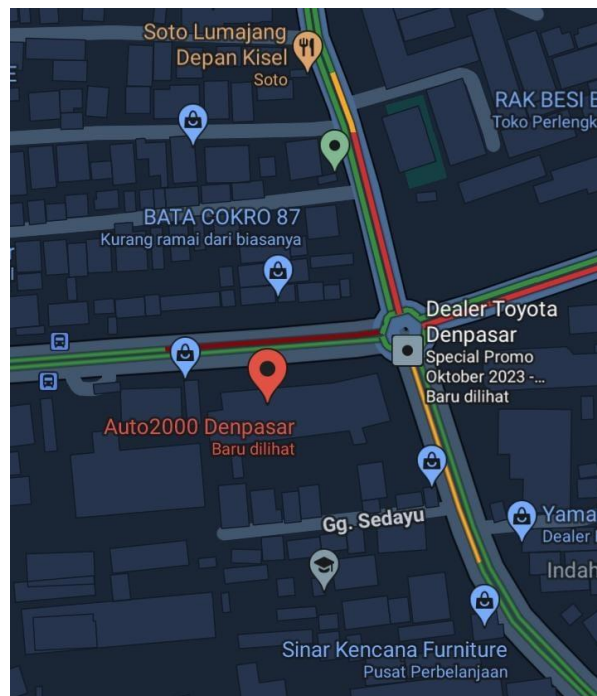 Soto Lumajang
Depan Kisel
Soto
RAK BESI B
Toko Perlengk
BATA COKRO 87
Kurang ramai dari biasanya
Dealer Toyota
Denpasar
Special Promo
Oktober 2023 -...
Baru dilihat
Auto2000 Denpasar
Baru dilihat
Gg. Sedayu
Yama
Dealer
Indah
Sinar Kencana Furniture
Pusat Perbelanjaan